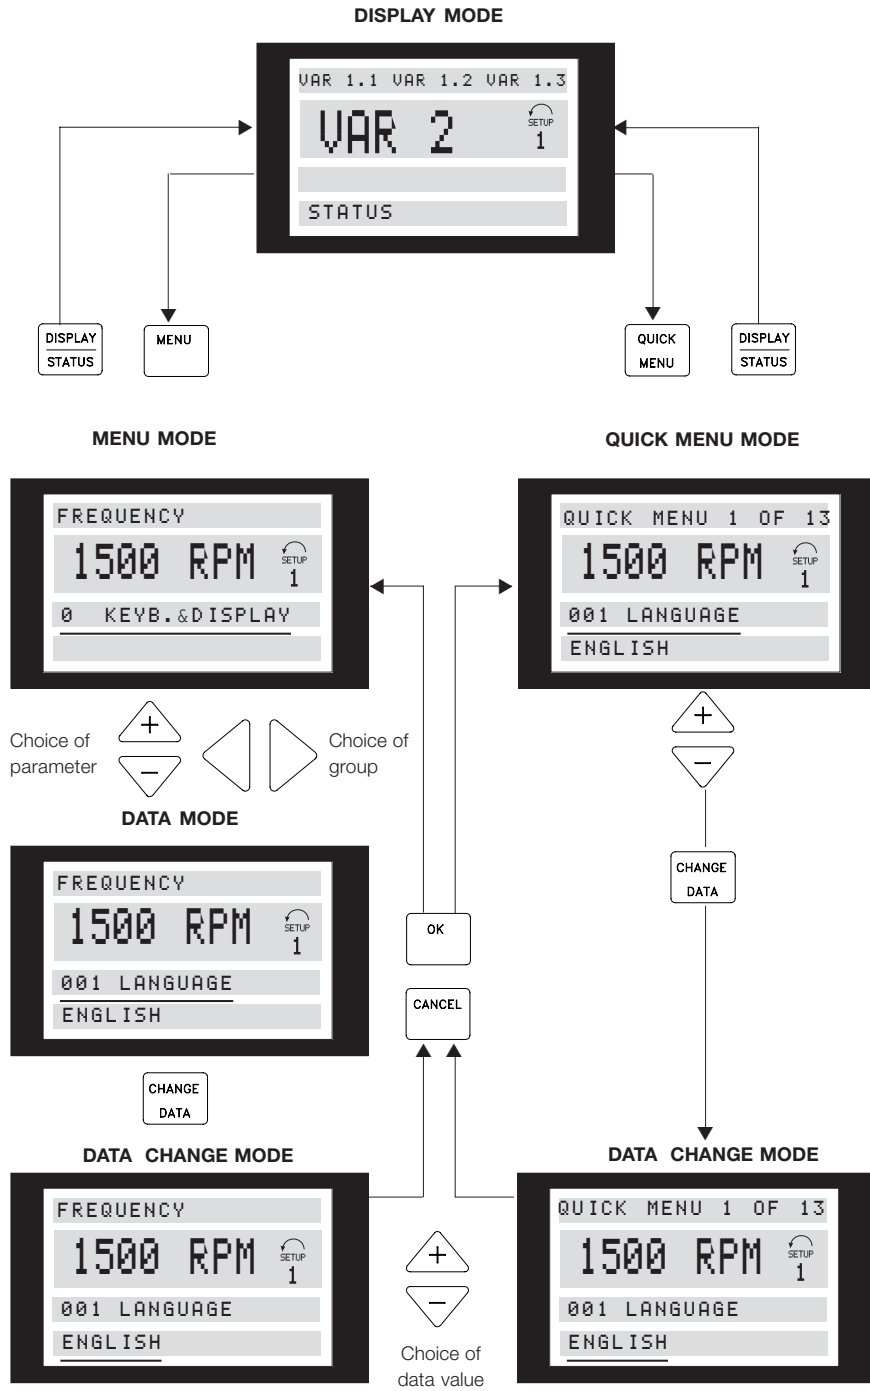 DISPLAY MODE
VAR 1.1 VAR 1.2 VAR 1.3
VAR 2
SETUP
1
STATUS
DISPLAY
STATUS
MENU
QUICK
MENU
DISPLAY
STATUS
MENU MODE
FREQUENCY
1500 RPM
SETUP
1
0 KEYB.&DISPLAY
QUICK MENU MODE
QUICK MENU 1 OF 13
1500 RPM
SETUP
1
001 LANGUAGE
ENGLISH
Choice of
parameter
+
−
Choice of
group
+
−
DATA MODE
FREQUENCY
1500 RPM
SETUP
1
001 LANGUAGE
ENGLISH
CHANGE
DATA
OK
CANCEL
CHANGE
DATA
DATA CHANGE MODE
FREQUENCY
1500 RPM
SETUP
1
001 LANGUAGE
ENGLISH
+
−
Choice of
data value
DATA CHANGE MODE
QUICK MENU 1 OF 13
1500 RPM
SETUP
1
001 LANGUAGE
ENGLISH